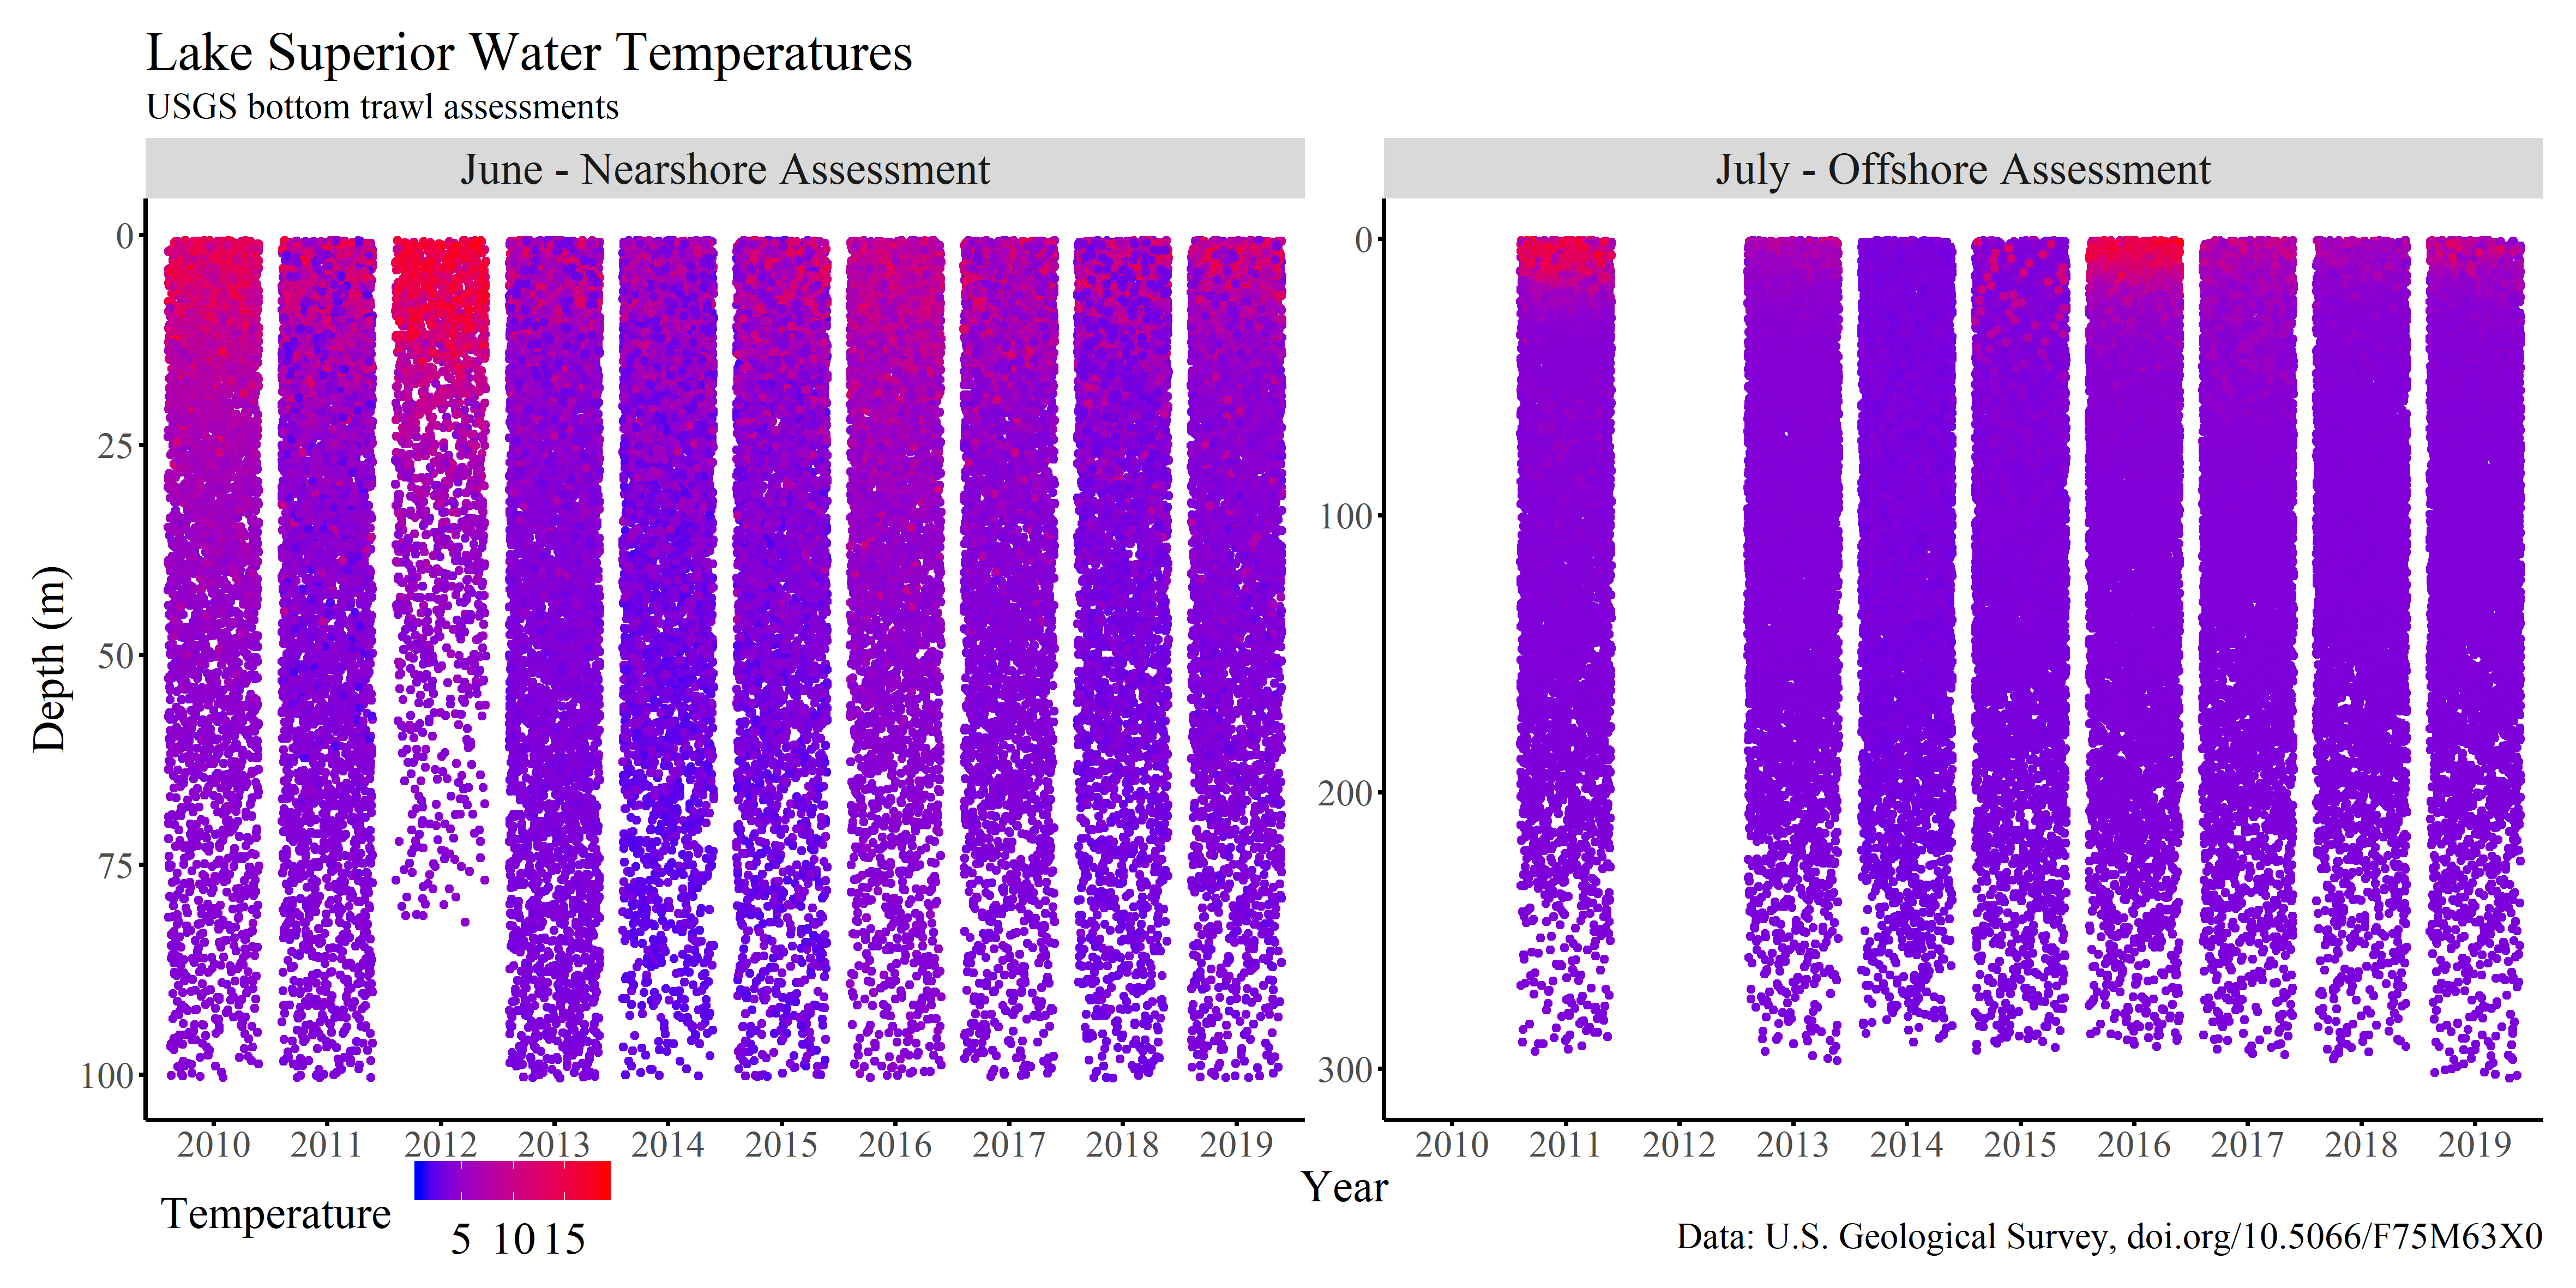 Lake Superior Water Temperatures
USGS bottom trawl assessments
June - Nearshore Assessment
July - Offshore Assessment
Depth (m)
0
25
50
75
100
0
100
200
300
2010 2011 2012 2013 2014 2015 2016 2017 2018 2019
2010 2011 2012 2013 2014 2015 2016 2017 2018 2019
Year
Temperature
5 10 15
Data: U.S. Geological Survey, doi.org/10.5066/F75M63X0